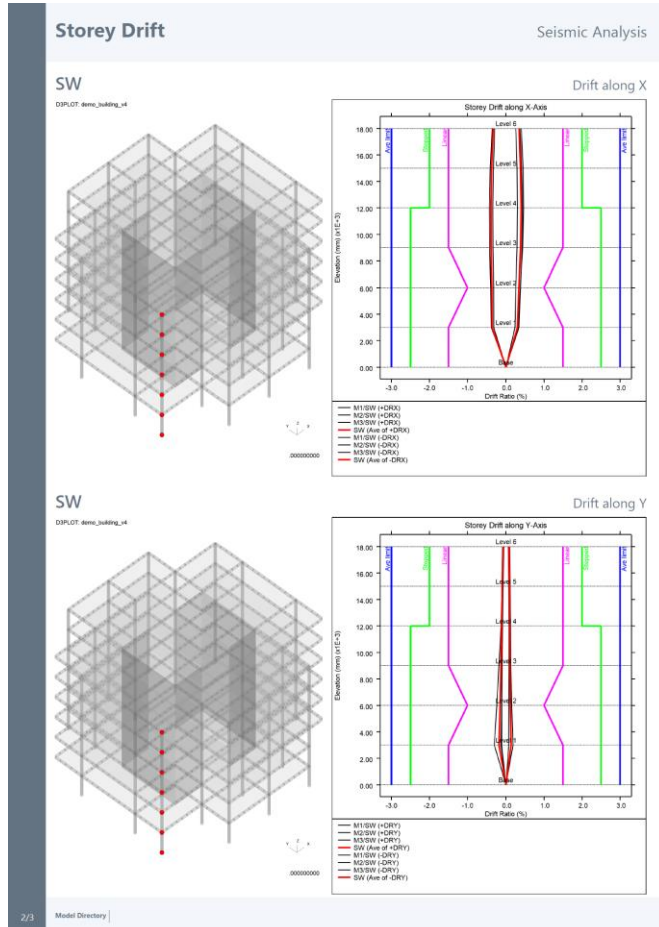 Storey Drift
Seismic Analysis
SW
Drift along X
D3PLOT: demo_building_v4
Y Z X
.000000000
Storey Drift along X-Axis
Elevation (mm) (x1E+3)
18.00
16.00
14.00
12.00
10.00
8.00
6.00
4.00
2.00
0.00
Ave limit
Stepped
Linear
Level 6
Level 5
Level 4
Level 3
Level 2
Level 1
Base
Linear
Stepped
Ave limit
-3.0 -2.0 -1.0 0.0 1.0 2.0 3.0
Drift Ratio (%)
M1/SW (+DRX)
M2/SW (+DRX)
M3/SW (+DRX)
SW (Ave of +DRX)
M1/SW (-DRX)
M2/SW (-DRX)
M3/SW (-DRX)
SW (Ave of -DRX)
SW
Drift along Y
D3PLOT: demo_building_v4
Y Z X
.000000000
Storey Drift along Y-Axis
Elevation (mm) (x1E+3)
18.00
16.00
14.00
12.00
10.00
8.00
6.00
4.00
2.00
0.00
Ave limit
Stepped
Linear
Level 6
Level 5
Level 4
Level 3
Level 2
Level 1
Base
Linear
Stepped
Ave limit
-3.0 -2.0 -1.0 0.0 1.0 2.0 3.0
Drift Ratio (%)
M1/SW (+DRY)
M2/SW (+DRY)
M3/SW (+DRY)
SW (Ave of +DRY)
M1/SW (-DRY)
M2/SW (-DRY)
M3/SW (-DRY)
SW (Ave of -DRY)
2/3
Model Directory